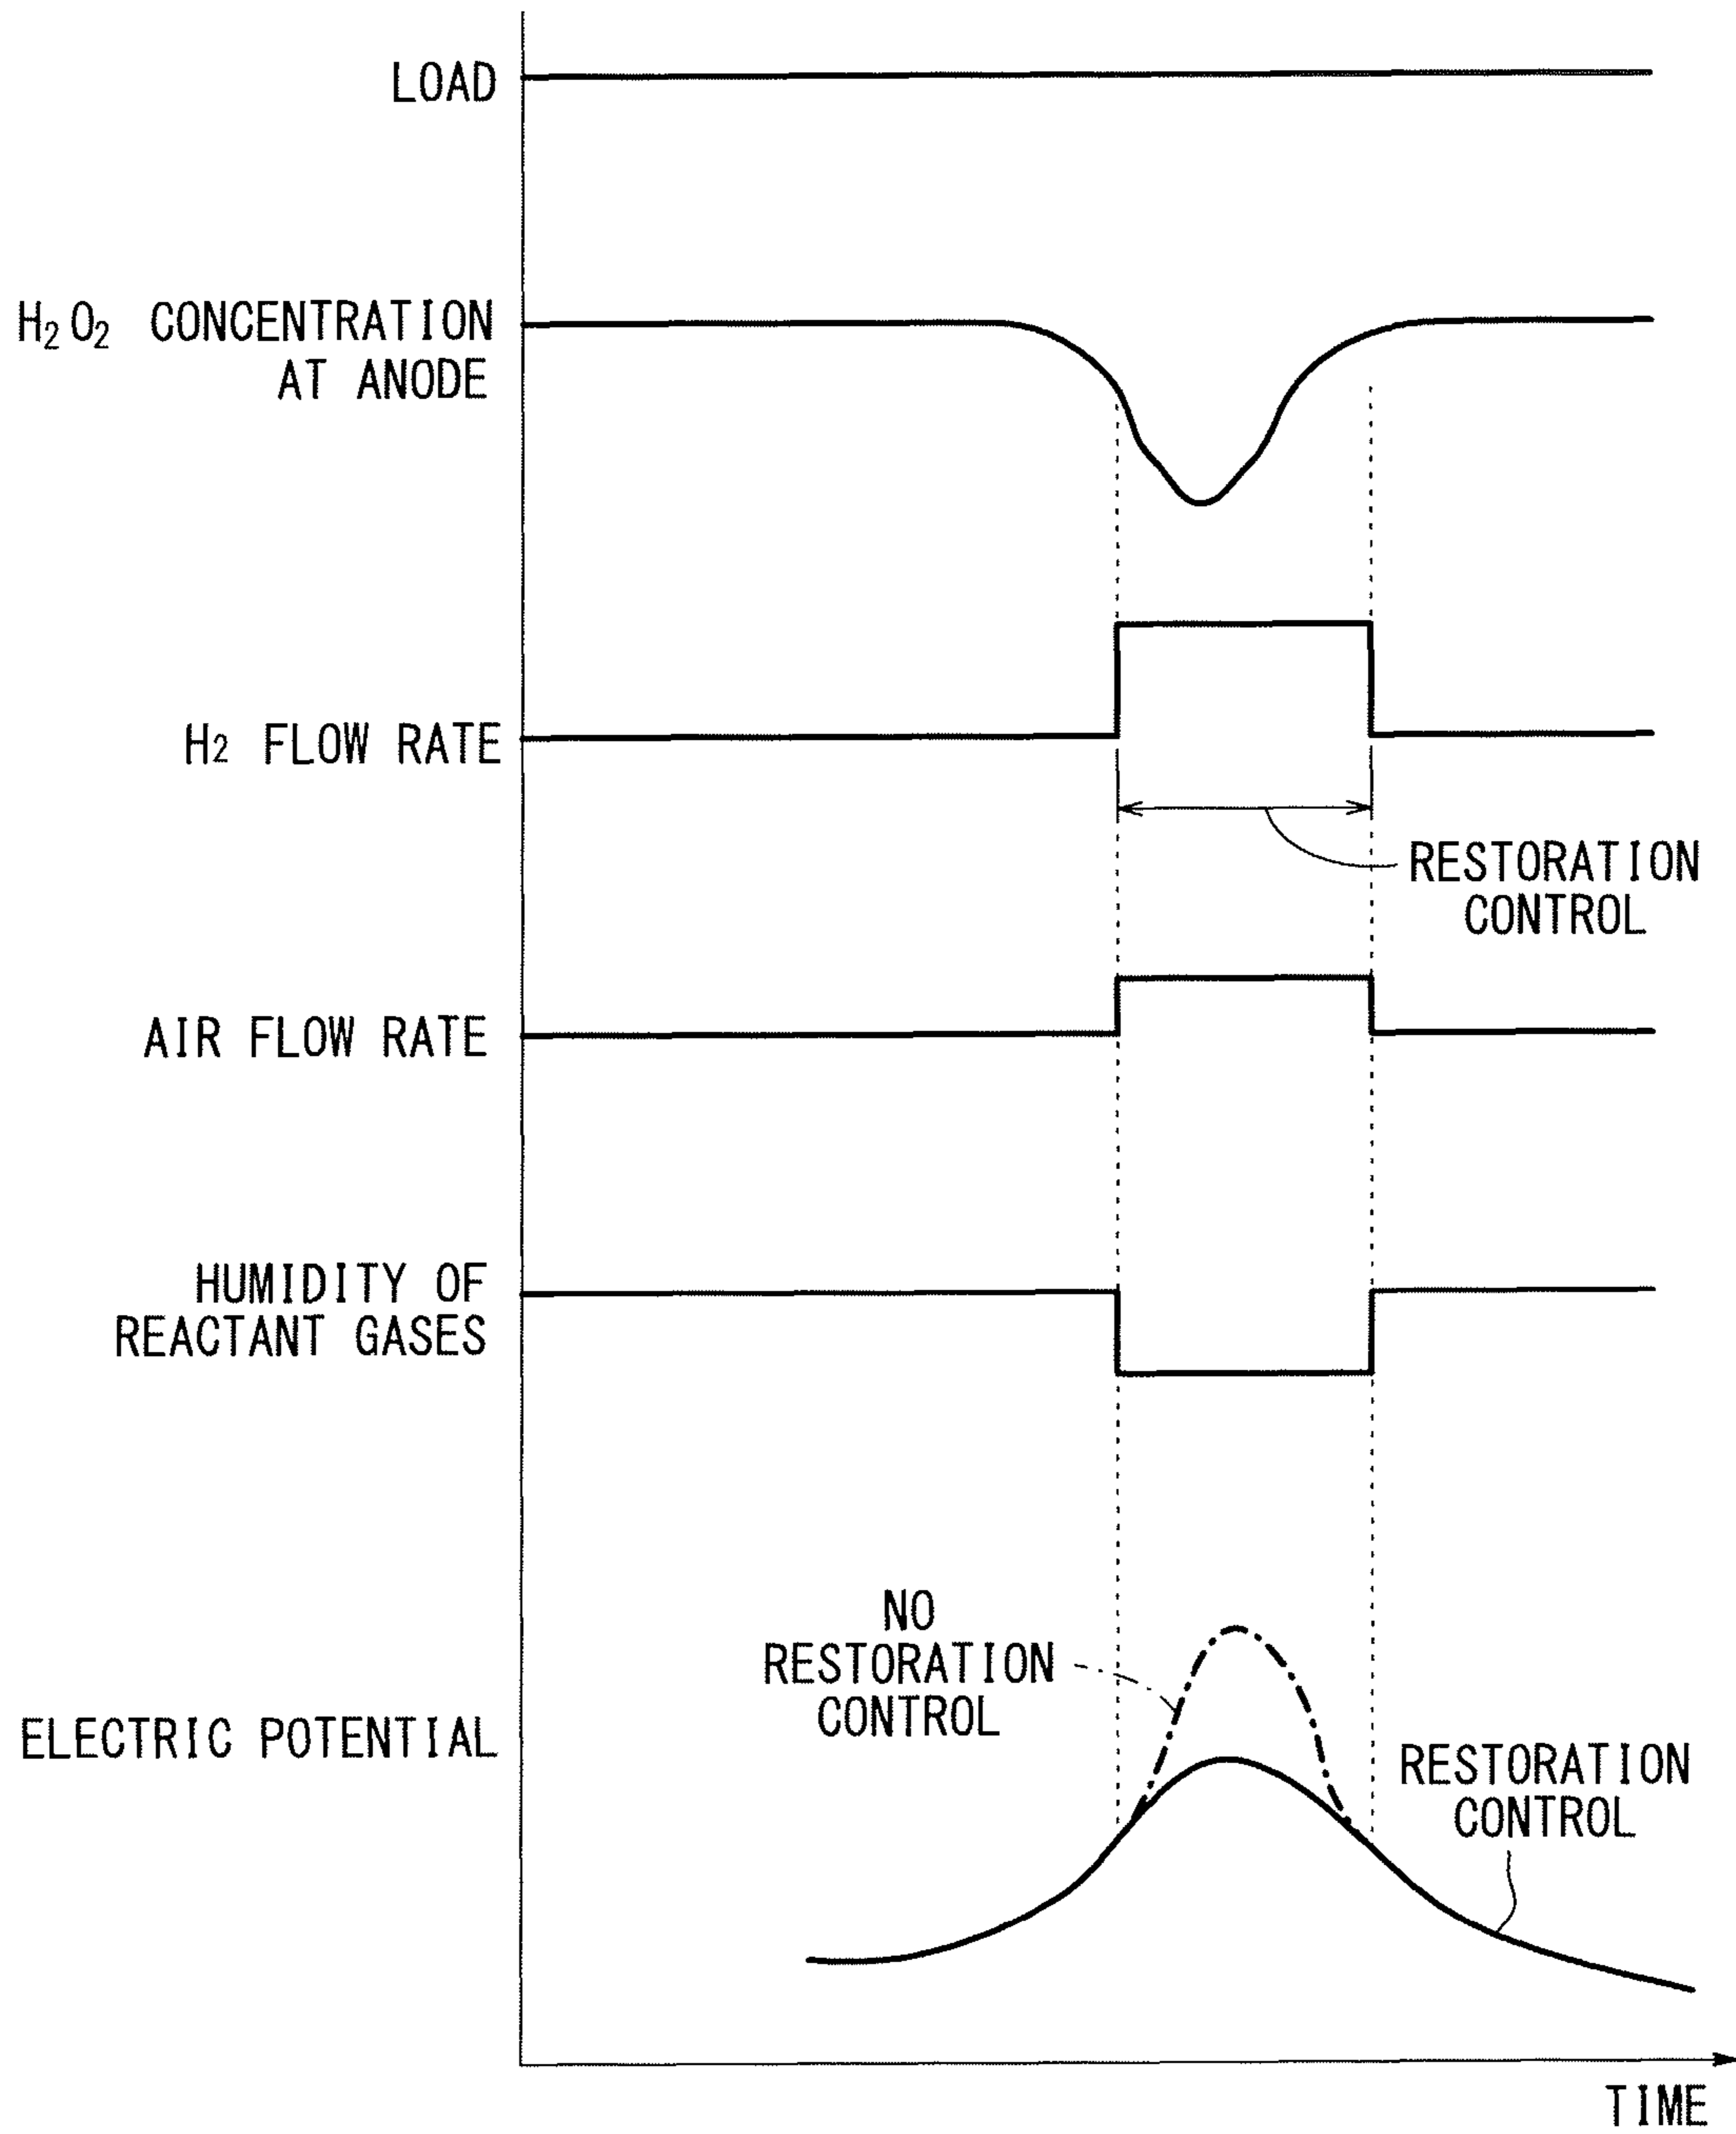 LOAD
H₂O₂ CONCENTRATION
AT ANODE
H₂ FLOW RATE
RESTORATION
CONTROL
AIR FLOW RATE
HUMIDITY OF
REACTANT GASES
NO
RESTORATION
CONTROL
ELECTRIC POTENTIAL
RESTORATION
CONTROL
TIME